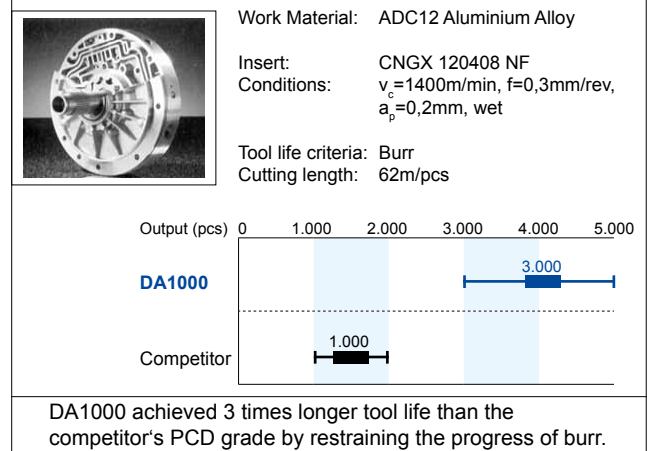 Work Material: ADC12 Aluminium Alloy
Insert: CNGX 120408 NF
Conditions: vc=1400m/min, f=0,3mm/rev,
ap=0,2mm, wet
Tool life criteria: Burr
Cutting length: 62m/pcs
Output (pcs) 0 1.000 2.000 3.000 4.000 5.000
3.000
DA1000
1.000
Competitor
DA1000 achieved 3 times longer tool life than the
competitor‘s PCD grade by restraining the progress of burr.